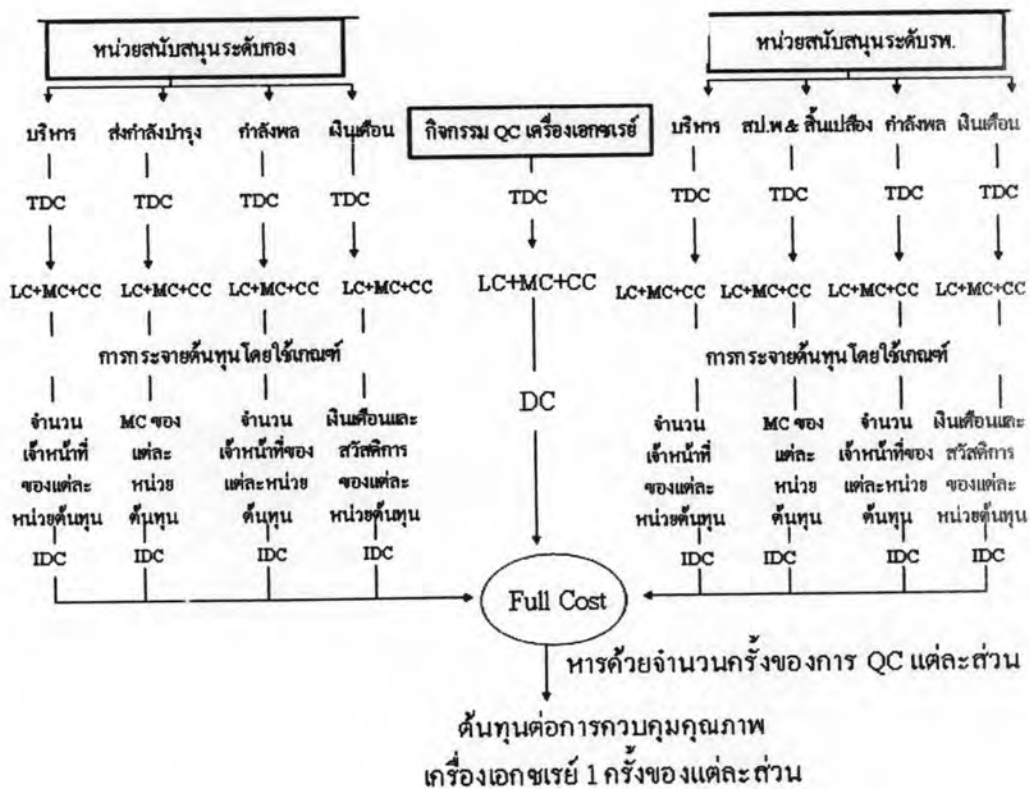 หน่วยสนับสนุนระดับกอง
หน่วยสนับสนุนระดับรพ.
บริหาร ส่งกำลังบำรุง กำลังพล เงินเดือน
กิจกรรม QC เครื่องเอกซเรย์
บริหาร สป.พ & สิ้นเปลือง กำลังพล เงินเดือน
TDC TDC TDC TDC TDC TDC TDC TDC TDC
LC+MC+CC LC+MC+CC LC+MC+CC LC+MC+CC LC+MC+CC LC+MC+CC LC+MC+CC LC+MC+CC LC+MC+CC
การกระจายต้นทุนโดยใช้เกณฑ์ การกระจายต้นทุนโดยใช้เกณฑ์
DC
จำนวน MC ของ จำนวน เงินเดือนและ จำนวน MC ของ จำนวน เงินเดือนและ
เจ้าหน้าที่ แต่ละ เจ้าหน้าที่ของ สวัสดิการ เจ้าหน้าที่ แต่ละ เจ้าหน้าที่ของ สวัสดิการ
ของแต่ละ หน่วย แต่ละหน่วย ของแต่ละ ของแต่ละ หน่วย แต่ละหน่วย ของแต่ละ
หน่วยต้นทุน ต้นทุน ต้นทุน หน่วยต้นทุน หน่วยต้นทุน ต้นทุน ต้นทุน หน่วยต้นทุน
IDC IDC IDC IDC IDC IDC IDC IDC
Full Cost
หารด้วยจำนวนครั้งของการ QC แต่ละส่วน
ต้นทุนต่อการควบคุมคุณภาพ
เครื่องเอกซเรย์ 1 ครั้งของแต่ละส่วน